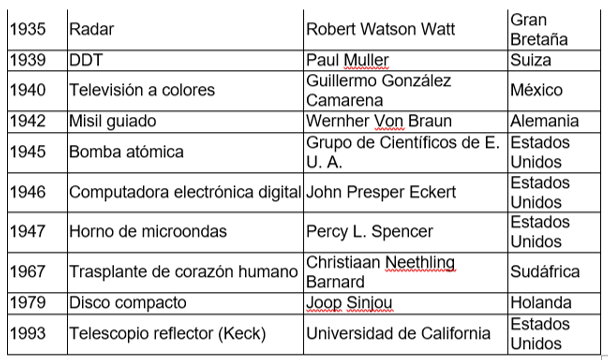 1935 Radar Robert Watson Watt Gran
Bretaña
1939 DDT Paul Muller Suiza
1940 Televisión a colores Guillermo González
Camarena México
1942 Misil guiado Wernher Von Braun Alemania
1945 Bomba atómica Grupo de Científicos de E.
U. A. Estados
Unidos
1946 Computadora electrónica digital John Presper Eckert Estados
Unidos
1947 Horno de microondas Percy L. Spencer Estados
Unidos
1967 Trasplante de corazón humano Christiaan Neethling
Barnard Sudáfrica
1979 Disco compacto Joop Sinjou Holanda
1993 Telescopio reflector (Keck) Universidad de California Estados
Unidos